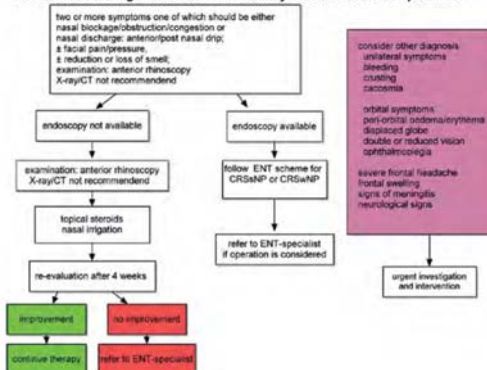 two or more symptoms one of which should be either
nasal blockage/obstruction/congestion or
nasal discharge: anterior/post nasal drip;
± facial pain/pressure,
± reduction or loss of smell;
examination: anterior rhinoscopy
X-ray/CT not recommendend
endoscopy not available
endoscopy available
examination: anterior rhinoscopy
X-ray/CT not recommendend
follow ENT scheme for
CRSsNP or CRSwNP
topical steroids
nasal irrigation
refer to ENT-specialist
if operation is considered
re-evaluation after 4 weeks
improvement
no improvement
continue therapy
refer to ENT-specialist
consider other diagnosis
unilateral symptoms
bleeding
crusting
cacosmia
orbital symptoms
peri-orbital oedema/erythema
displaced globe
double or reduced vision
ophthalmoplegia
severe frontal headache
frontal swelling
signs of meningitis
neurological signs
urgent investigation
and intervention